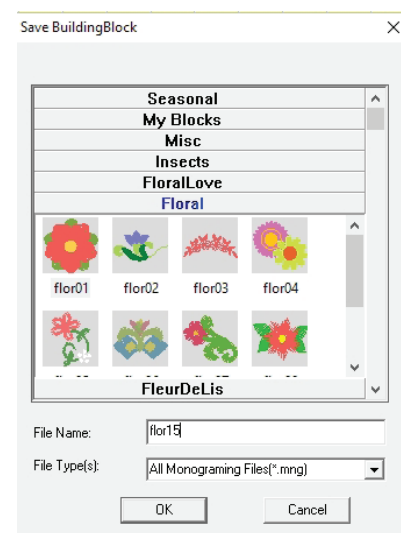 Save BuildingBlock
Seasonal
My Blocks
Misc
Insects
FloralLove
Floral
flor01 flor02 flor03 flor04
FleurDeLis
File Name: flor15
File Type(s): All Monograming Files(*.mng)
OK Cancel